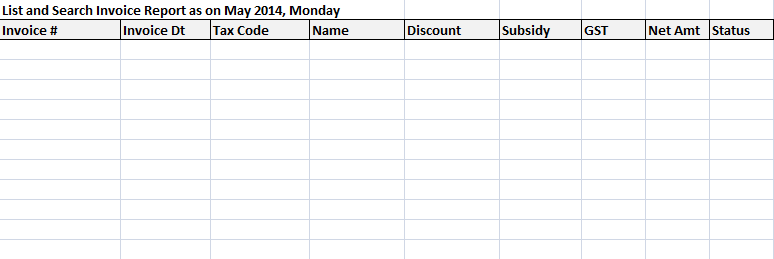 List and Search Invoice Report as on May 2014, Monday
Invoice # Invoice Dt Tax Code Name Discount Subsidy GST Net Amt Status